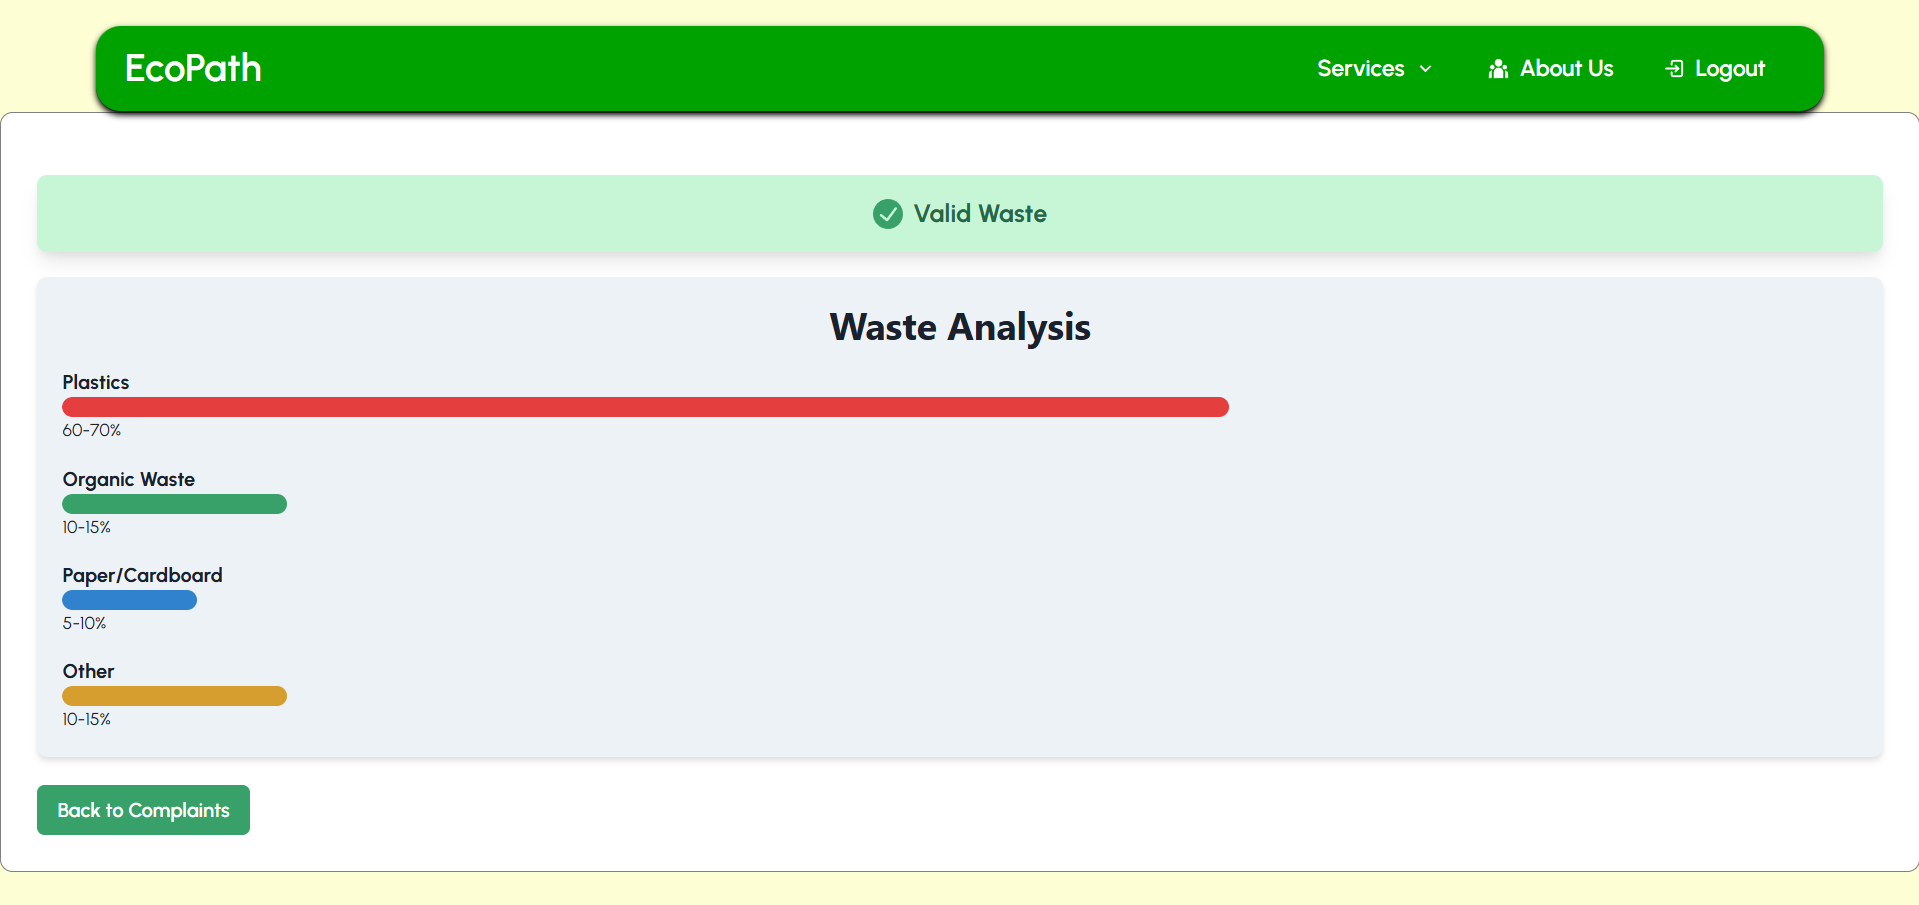 EcoPath
Services
About Us
Logout
Valid Waste
Waste Analysis
Plastics
60-70%
Organic Waste
10-15%
Paper/Cardboard
5-10%
Other
10-15%
Back to Complaints